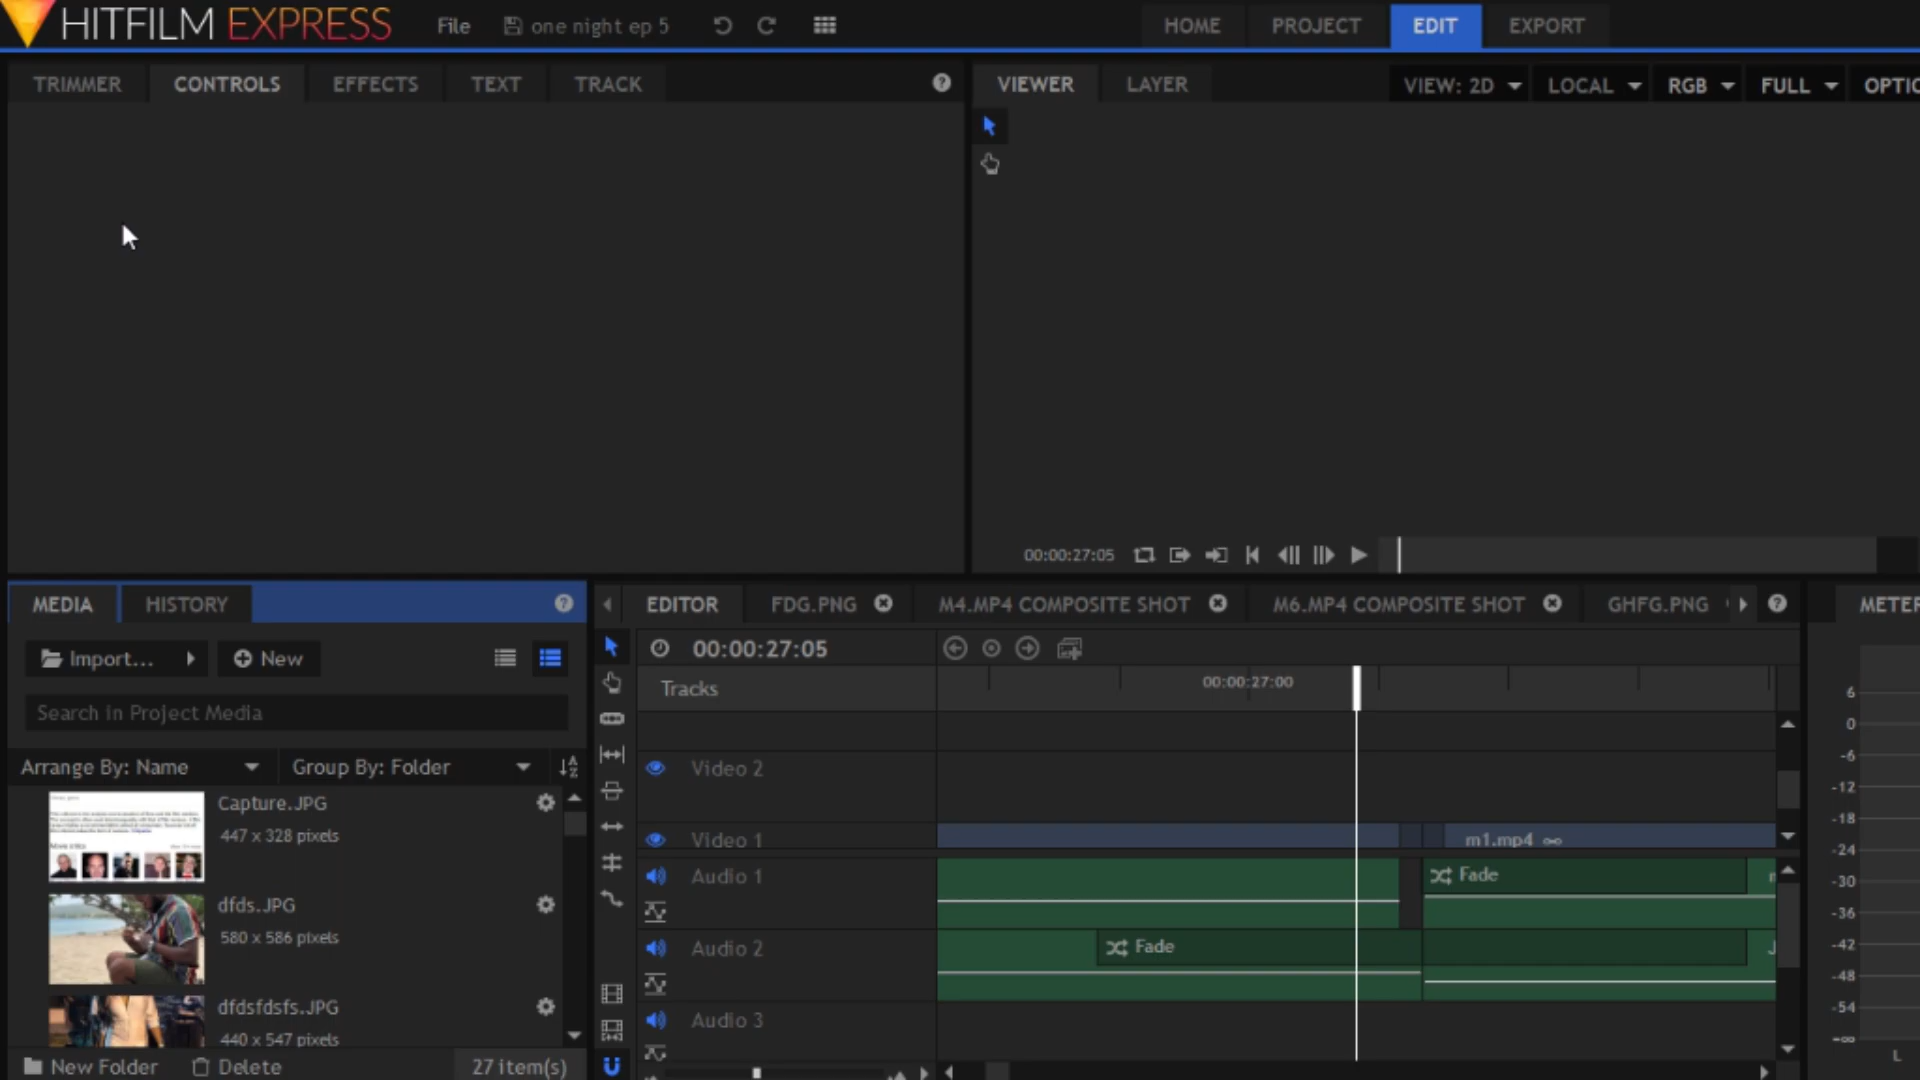 HITFILM EXPRESS
File
one night ep 5
HOME
PROJECT
EDIT
EXPORT
TRIMMER
CONTROLS
EFFECTS
TEXT
TRACK
VIEWER
LAYER
VIEW: 2D
LOCAL
RGB
FULL
OPTIO
00:00:27:05
MEDIA
HISTORY
EDITOR
FDG.PNG
M4.MP4 COMPOSITE SHOT
M6.MP4 COMPOSITE SHOT
GHFG.PNG
METER
Import...
New
Search in Project Media
Arrange By: Name
Group By: Folder
Capture.JPG
447 x 328 pixels
dfds.JPG
580 x 586 pixels
dfdsfdsfs.JPG
440 x 547 pixels
New Folder
Delete
27 item(s)
00:00:27:05
Tracks
00:00:27:00
Video 2
Video 1
m1.mp4
Audio 1
Fade
Audio 2
Fade
Audio 3
6
0
-6
-12
-18
-24
-30
-36
-42
-48
-54
-∞
L